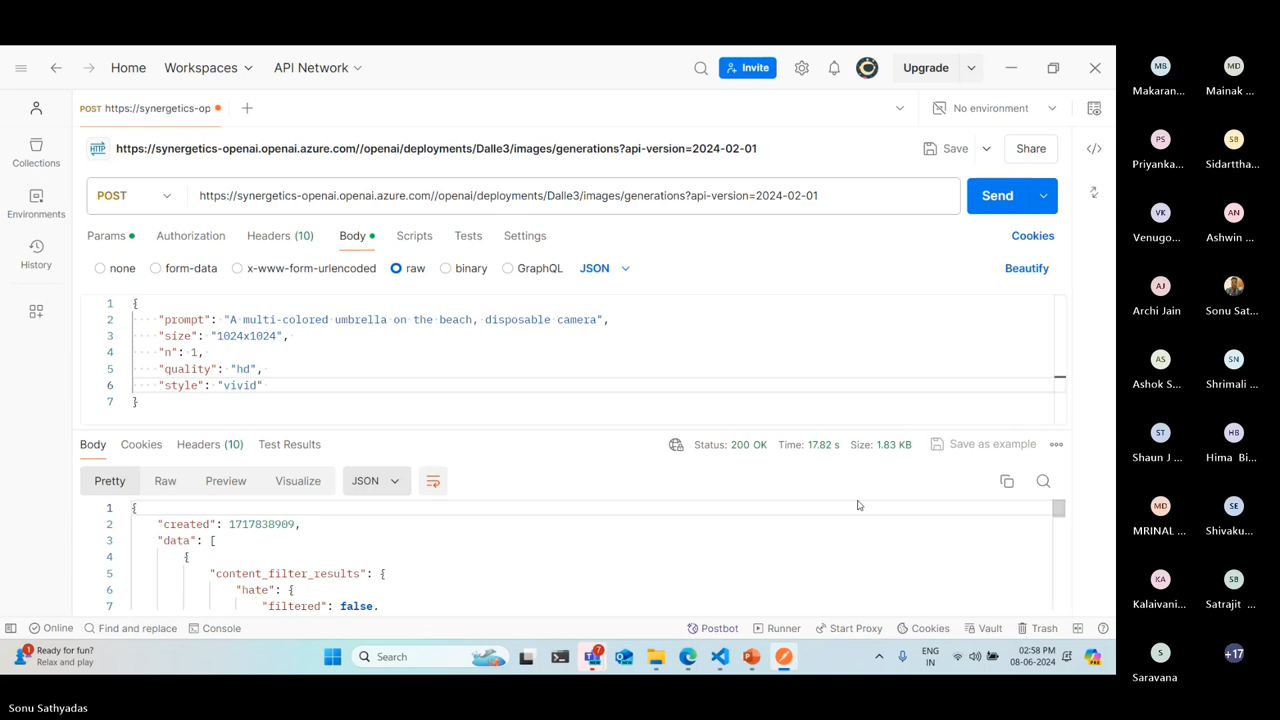 Home Workspaces API Network Invite Upgrade
POST https://synergetics-op No environment
HTTP https://synergetics-openai.openai.azure.com//openai/deployments/Dalle3/images/generations?api-version=2024-02-01 Save Share
POST https://synergetics-openai.openai.azure.com//openai/deployments/Dalle3/images/generations?api-version=2024-02-01 Send
Params Authorization Headers (10) Body Scripts Tests Settings Cookies
none form-data x-www-form-urlencoded raw binary GraphQL JSON Beautify
Collections
Environments
History
1 {
2 "prompt": "A multi-colored umbrella on the beach, disposable camera",
3 "size": "1024x1024",
4 "n": 1,
5 "quality": "hd",
6 "style": "vivid"
7 }
Body Cookies Headers (10) Test Results Status: 200 OK Time: 17.82 s Size: 1.83 KB Save as example
Pretty Raw Preview Visualize JSON
1 {
2 "created": 1717838909,
3 "data": [
4 {
5 "content_filter_results": {
6 "hate": {
7 "filtered": false,
Online Find and replace Console Postbot Runner Start Proxy Cookies Vault Trash
1 Ready for fun?
Relax and play
Search
7
ENG
IN
02:58 PM
08-06-2024
PRE
MB MD
Makaran... Mainak ...
PS SB
Priyanka... Sidarttha...
VK AN
Venugo... Ashwin ...
AJ
Archi Jain Sonu Sat...
AS SN
Ashok S... Shrimali ...
ST HB
Shaun J ... Hima Bi...
MD SE
MRINAL ... Shivaku...
KA SB
Kalaivani... Satrajit ...
S +17
Saravana
Sonu Sathyadas